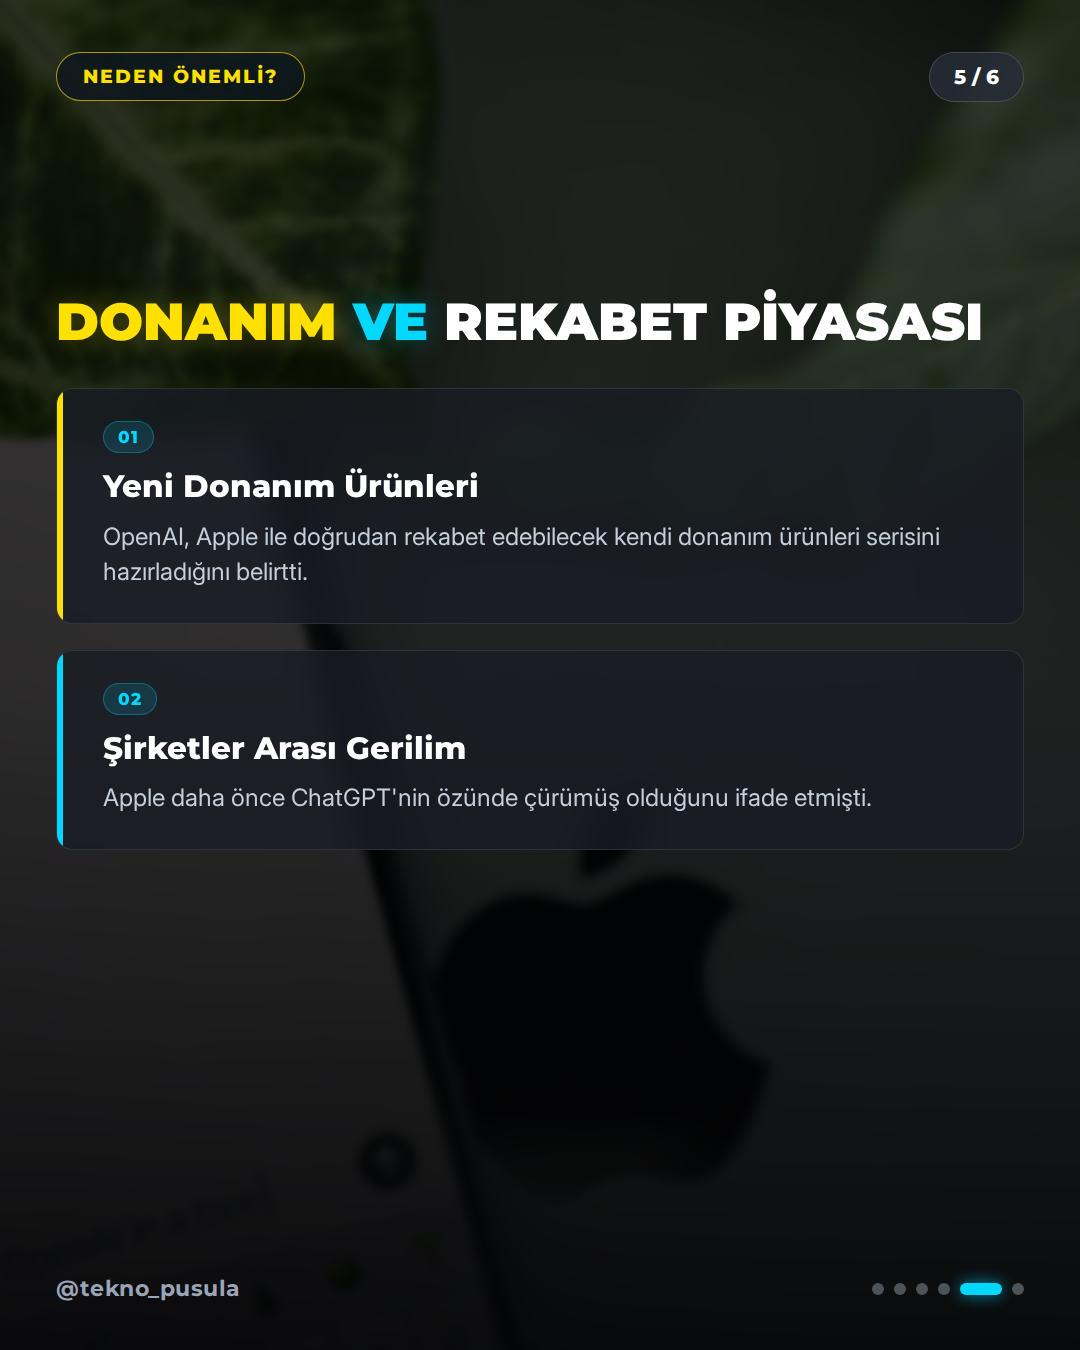 NEDEN ÖNEMLİ?
5 / 6
DONANIM VE REKABET PİYASASI
01
Yeni Donanım Ürünleri
OpenAI, Apple ile doğrudan rekabet edebilecek kendi donanım ürünleri serisini
hazırladığını belirtti.
02
Şirketler Arası Gerilim
Apple daha önce ChatGPT'nin özünde çürümüş olduğunu ifade etmişti.
@tekno_pusula